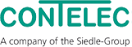 CONTELEC
A company of the Siedle-Group